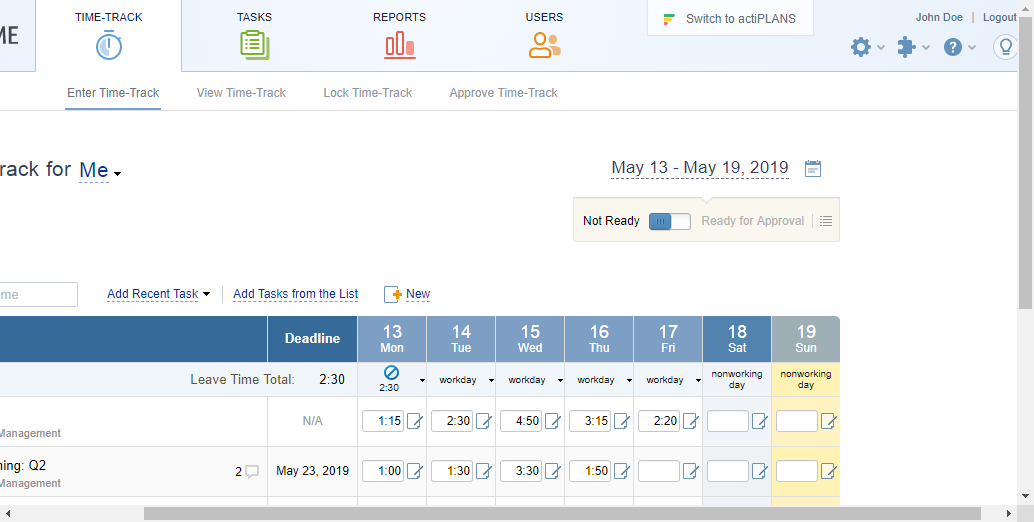 TIME-TRACK TASKS REPORTS USERS Switch to actiPLANS John Doe Logout
ME
Enter Time-Track View Time-Track Lock Time-Track Approve Time-Track
rack for Me May 13 - May 19, 2019
Not Ready Ready for Approval
me Add Recent Task Add Tasks from the List New
Deadline 13 Mon 14 Tue 15 Wed 16 Thu 17 Fri 18 Sat 19 Sun
Leave Time Total: 2:30 2:30 workday workday workday workday nonworking day nonworking day
N/A 1:15 2:30 4:50 3:15 2:20
Management
ning: Q2 2 May 23, 2019 1:00 1:30 3:30 1:50
Management